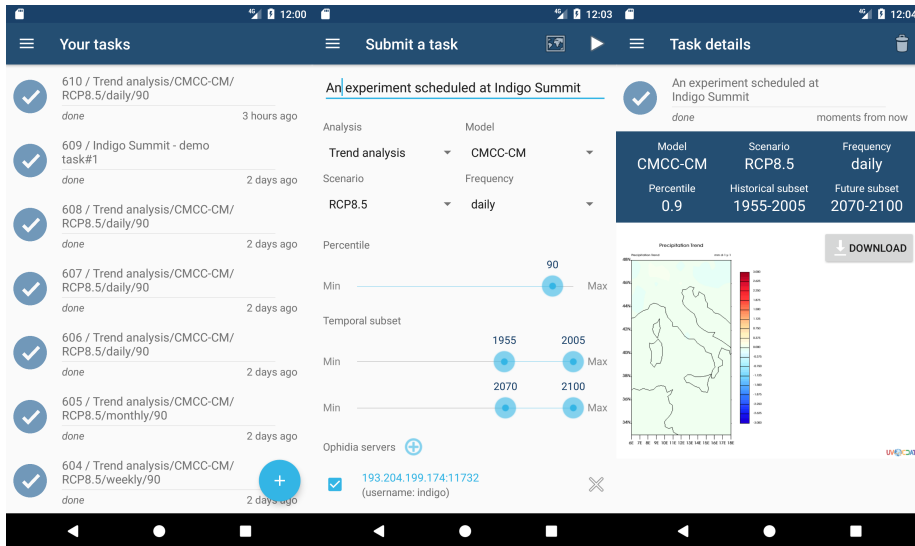 4G 12:00
Your tasks
610 / Trend analysis/CMCC-CM/
RCP8.5/daily/90
done 3 hours ago
609 / Indigo Summit - demo
task#1
done 2 days ago
608 / Trend analysis/CMCC-CM/
RCP8.5/daily/90
done 2 days ago
607 / Trend analysis/CMCC-CM/
RCP8.5/daily/90
done 2 days ago
606 / Trend analysis/CMCC-CM/
RCP8.5/daily/90
done 2 days ago
605 / Trend analysis/CMCC-CM/
RCP8.5/monthly/90
done 2 days ago
604 / Trend analysis/CMCC-CM/
RCP8.5/weekly/90
done 2 days ago
+
4G 12:03
Submit a task
An experiment scheduled at Indigo Summit
Analysis Model
Trend analysis CMCC-CM
Scenario Frequency
RCP8.5 daily
Percentile
90
Min Max
Temporal subset
1955 2005
Min Max
2070 2100
Min Max
Ophidia servers
193.204.199.174:11732
(username: indigo)
4G 12:04
Task details
An experiment scheduled at
Indigo Summit
done moments from now
Model Scenario Frequency
CMCC-CM RCP8.5 daily
Percentile Historical subset Future subset
0.9 1955-2005 2070-2100
DOWNLOAD
Precipitation Trend